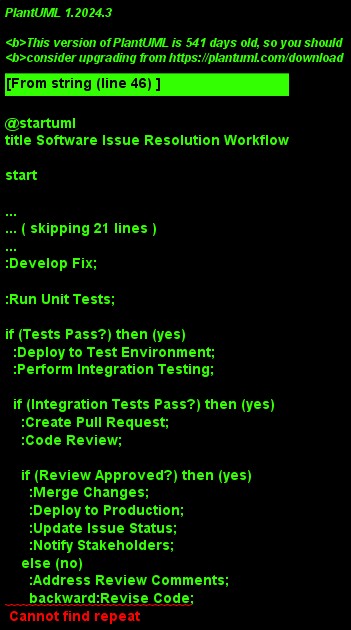 PlantUML 1.2024.3
<b>This version of PlantUML is 541 days old, so you should
<b>consider upgrading from https://plantuml.com/download
[From string (line 46) ]
@startuml
title Software Issue Resolution Workflow
start
...
... ( skipping 21 lines )
...
:Develop Fix;
:Run Unit Tests;
if (Tests Pass?) then (yes)
:Deploy to Test Environment;
:Perform Integration Testing;
if (Integration Tests Pass?) then (yes)
:Create Pull Request;
:Code Review;
if (Review Approved?) then (yes)
:Merge Changes;
:Deploy to Production;
:Update Issue Status;
:Notify Stakeholders;
else (no)
:Address Review Comments;
backward:Revise Code;
Cannot find repeat